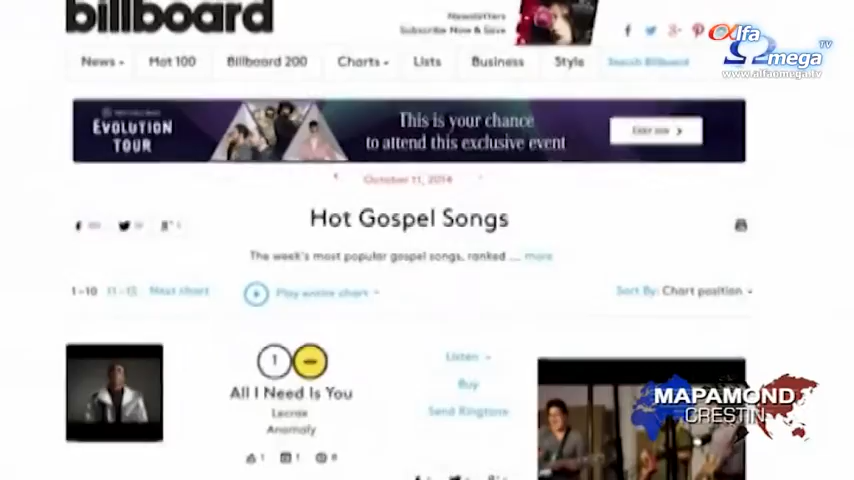 billboard
Newsletters
Subscribe Now & Save
alfa Omega TV
www.alfaomega.tv
News
Hot 100
Billboard 200
Charts
Lists
Business
Style
Search Billboard
EVOLUTION
TOUR
This is your chance
to attend this exclusive event
October 11, 2014
Hot Gospel Songs
The week's most popular gospel songs, ranked ... more
1-10 11-15 Next chart
Play entire chart
Sort By: Chart position
1
All I Need Is You
Lecrae
Anomaly
Listen
Buy
Send Ringtone
MAPAMOND
CREȘTIN